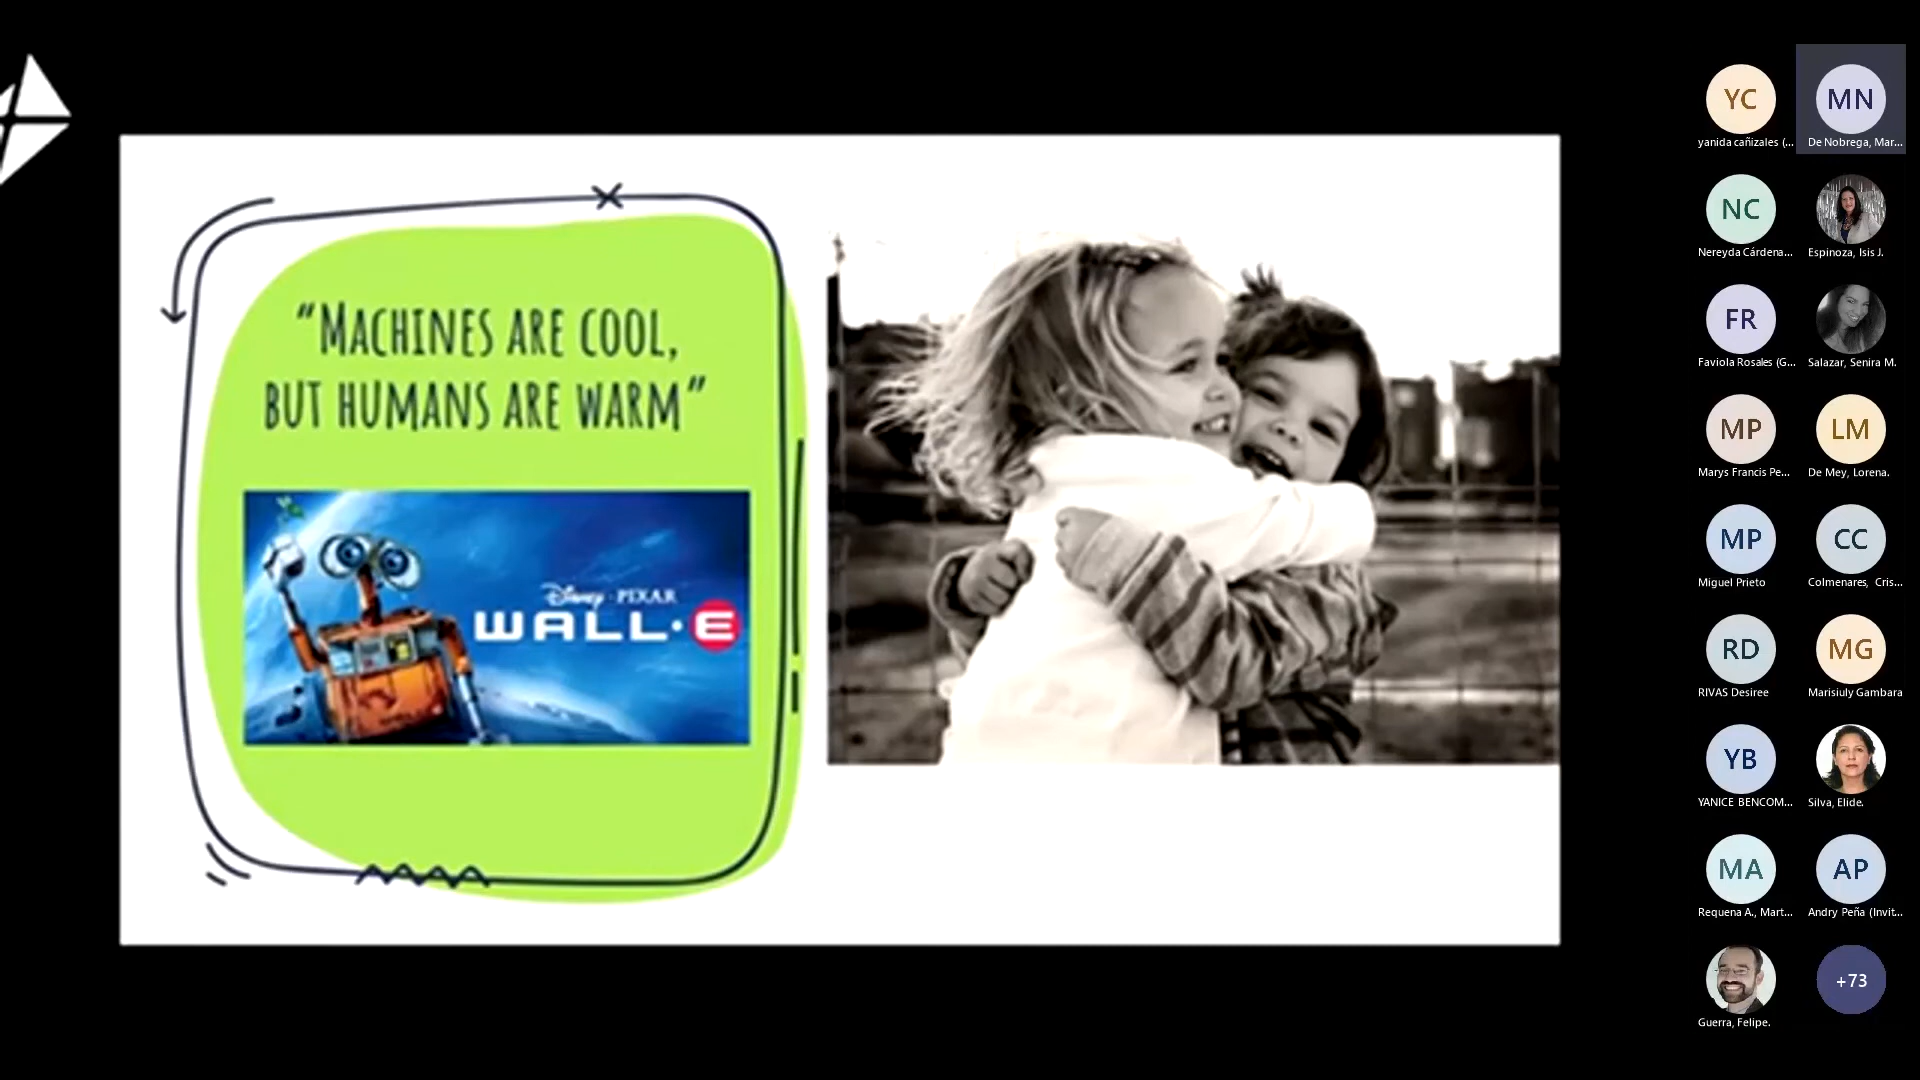 “MACHINES ARE COOL,
BUT HUMANS ARE WARM”
Disney · PIXAR
WALL·E
YC
yanida cañizales (...
MN
De Nobrega, Mar...
NC
Nereyda Cárdena...
Espinoza, Isis J.
FR
Faviola Rosales (G...
Salazar, Senira M.
MP
Marys Francis Pe...
LM
De Mey, Lorena.
MP
Miguel Prieto
CC
Colmenares, Cris...
RD
RIVAS Desiree
MG
Marisiuly Gambara
YB
YANICE BENCOM...
Silva, Elide.
MA
Requena A., Mart...
AP
Andry Peña (Invit...
Guerra, Felipe.
+73